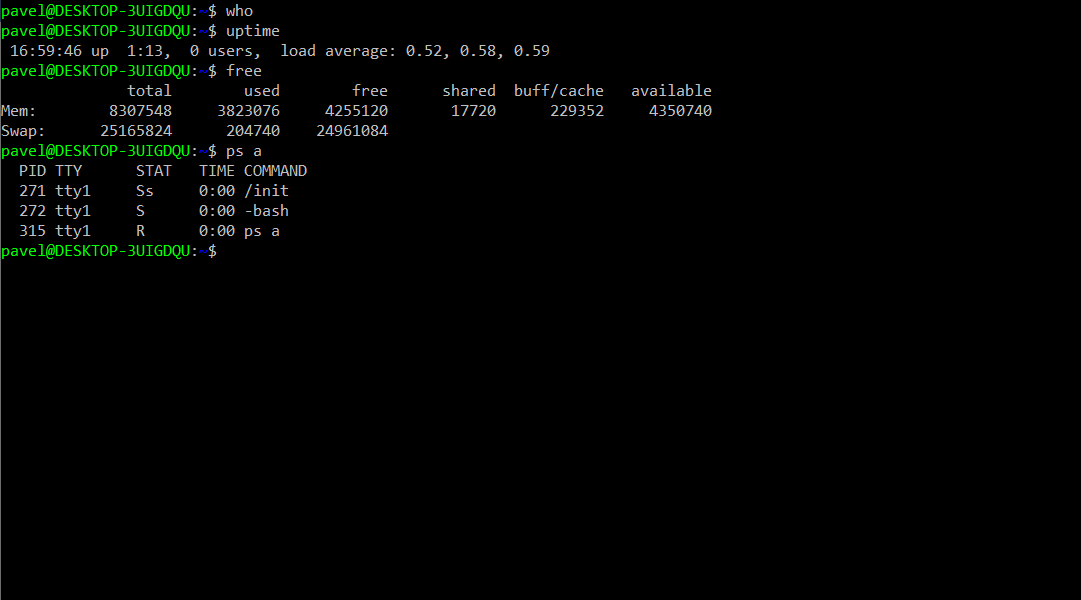 pavel@DESKTOP-3UIGDQU:~$ who
pavel@DESKTOP-3UIGDQU:~$ uptime
 16:59:46 up  1:13,  0 users,  load average: 0.52, 0.58, 0.59
pavel@DESKTOP-3UIGDQU:~$ free
              total        used        free      shared  buff/cache   available
Mem:        8307548     3823076     4255120       17720      229352     4350740
Swap:      25165824      204740    24961084
pavel@DESKTOP-3UIGDQU:~$ ps a
  PID TTY      STAT   TIME COMMAND
  271 tty1     Ss     0:00 /init
  272 tty1     S      0:00 -bash
  315 tty1     R      0:00 ps a
pavel@DESKTOP-3UIGDQU:~$